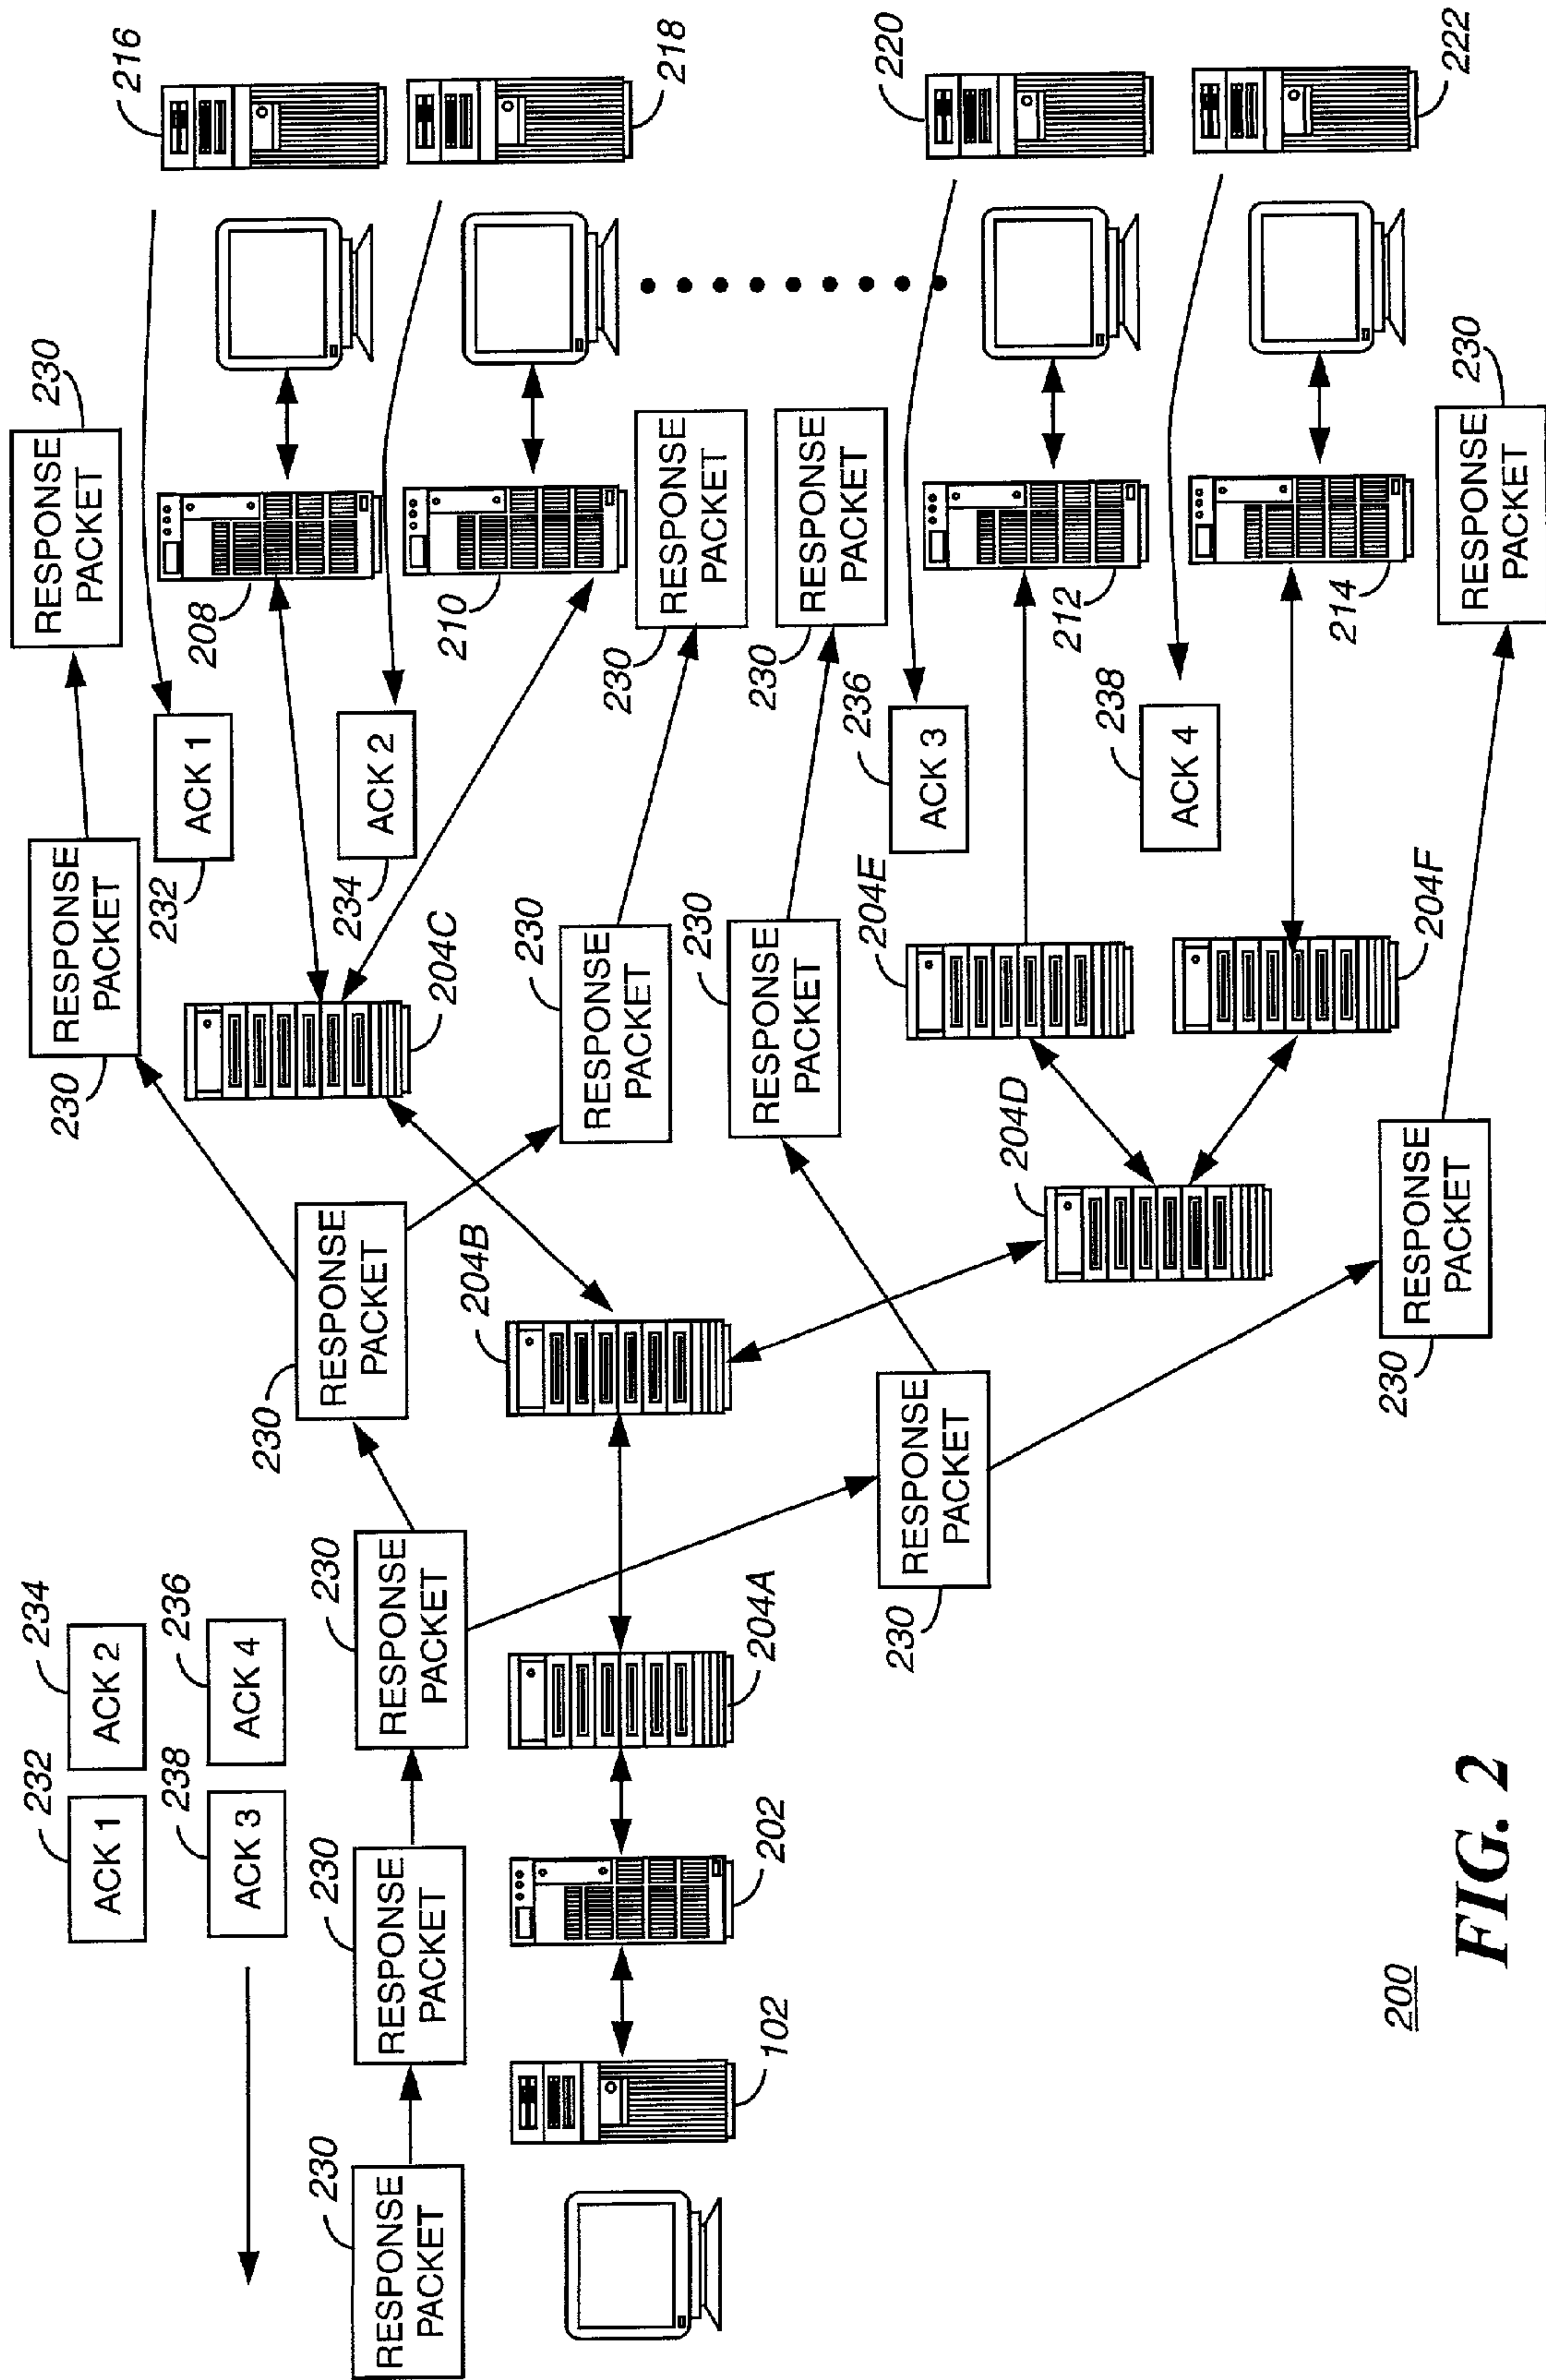 232
234
230
RESPONSE
PACKET
RESPONSE
PACKET
230
ACK 1
ACK 2
216
238
236
232
ACK 1
208
ACK 3
ACK 4
230
RESPONSE
PACKET
230
230
230
234
ACK 2
RESPONSE
PACKET
RESPONSE
PACKET
RESPONSE
PACKET
204C
210
204B
230
RESPONSE
PACKET
230
RESPONSE
PACKET
218
230
RESPONSE
PACKET
230
RESPONSE
PACKET
102
202
204A
204E
236
ACK 3
220
230
RESPONSE
PACKET
204D
212
238
ACK 4
204F
214
230
RESPONSE
PACKET
222
230
RESPONSE
PACKET
200
FIG. 2